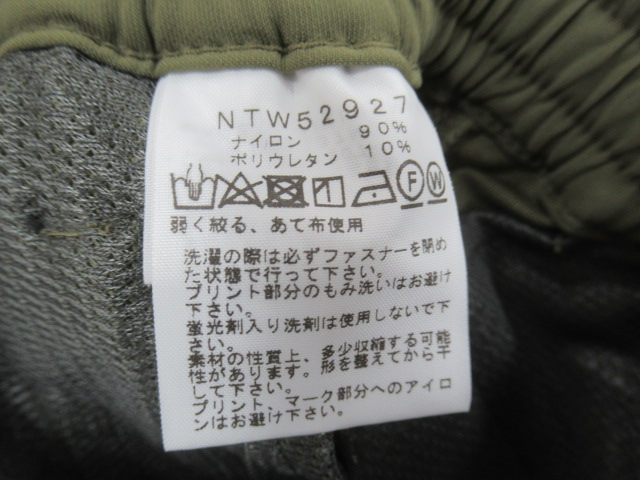 NTW52927
ナイロン 90%
ポリウレタン 10%
F W
弱く絞る、あて布使用
洗濯の際は必ずファスナーを閉め
た状態で行って下さい。
プリント部分のもみ洗いはお避け
下さい。
蛍光剤入り洗剤は使用しないで下
さい。
素材の性質上、多少収縮する可能
性があります。形を整えてから干
して下さい。
プリント、マーク部分へのアイロ
ンはお避け下さい。